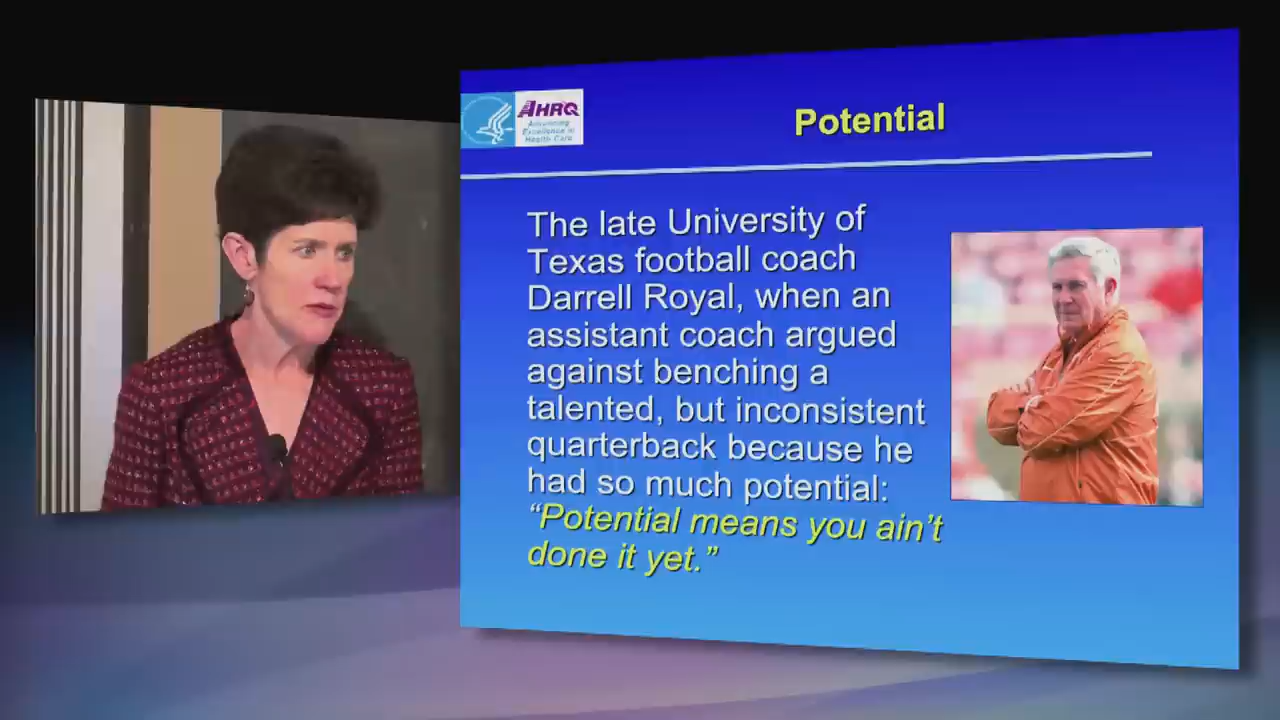 AHRQ
Advancing
Excellence in
Health Care
Potential
The late University of
Texas football coach
Darrell Royal, when an
assistant coach argued
against benching a
talented, but inconsistent
quarterback because he
had so much potential:
“Potential means you ain’t
done it yet.”